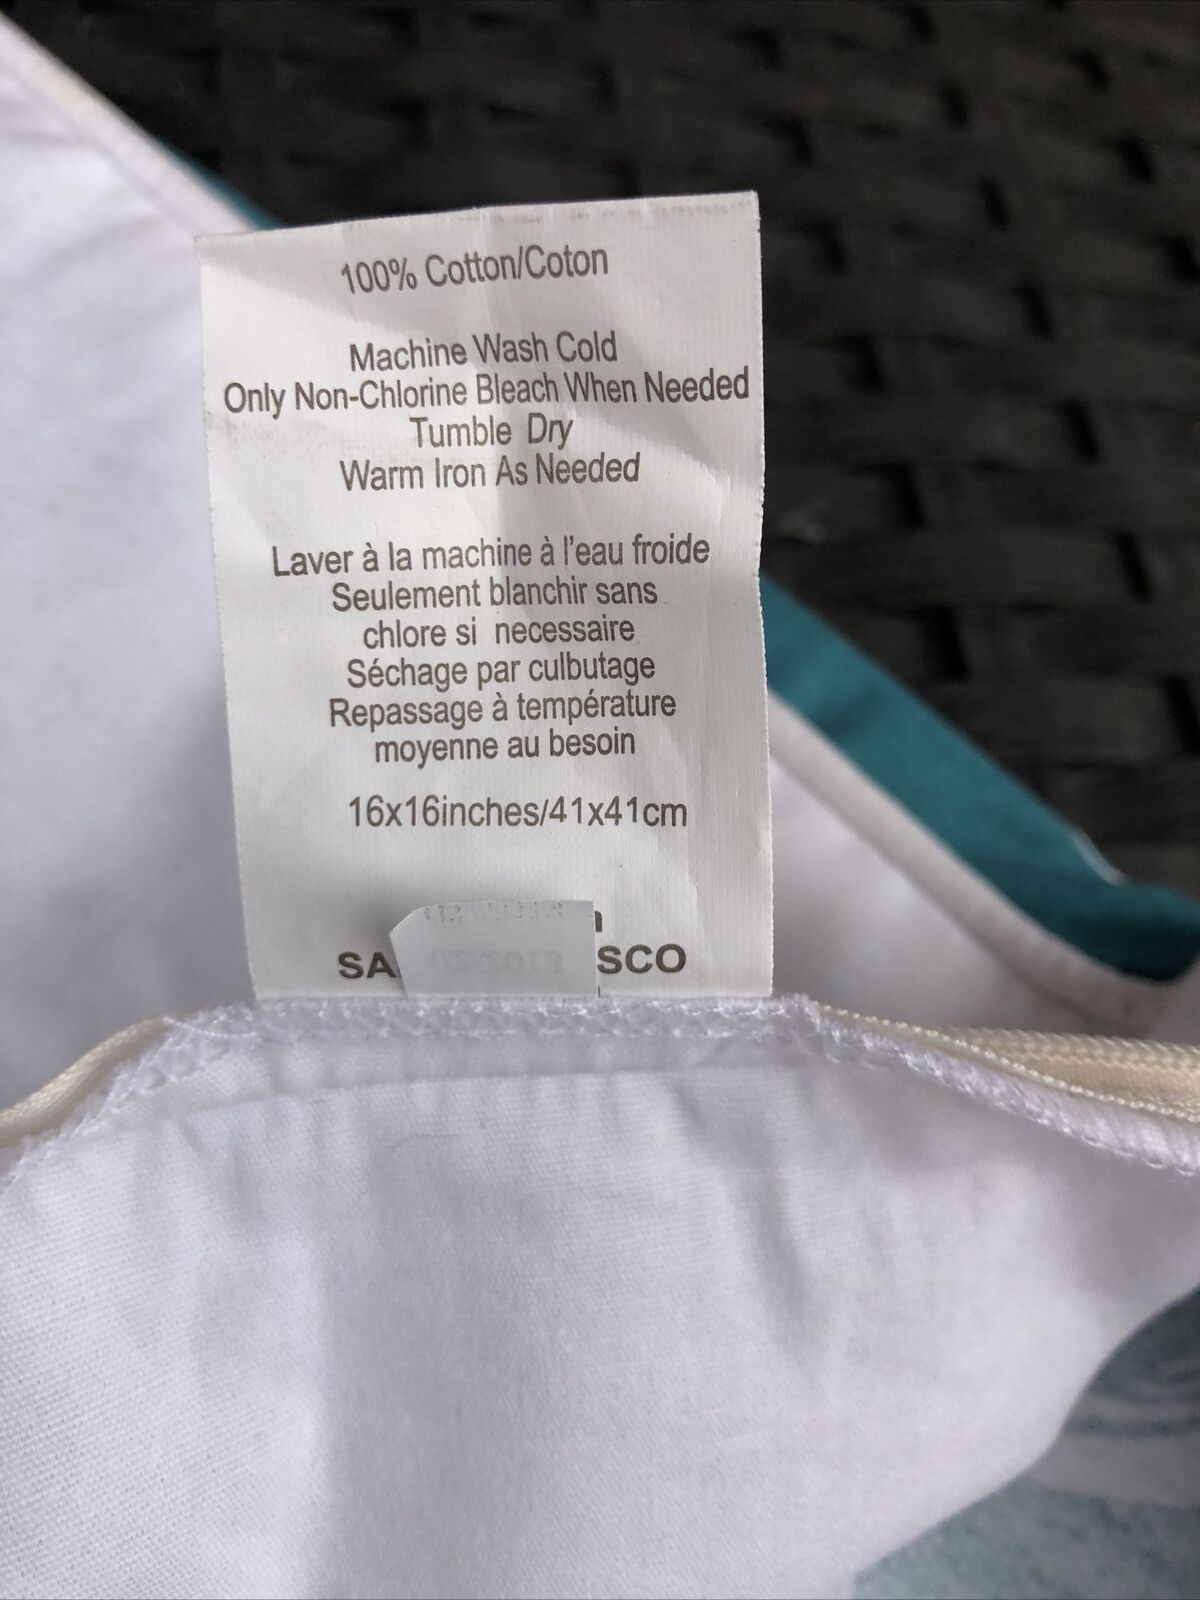 100% Cotton/Coton
Machine Wash Cold
Only Non-Chlorine Bleach When Needed
Tumble Dry
Warm Iron As Needed
Laver à la machine à l'eau froide
Seulement blanchir sans
chlore si necessaire
Séchage par culbutage
Repassage à température
moyenne au besoin
16x16inches/41x41cm
SA SCO